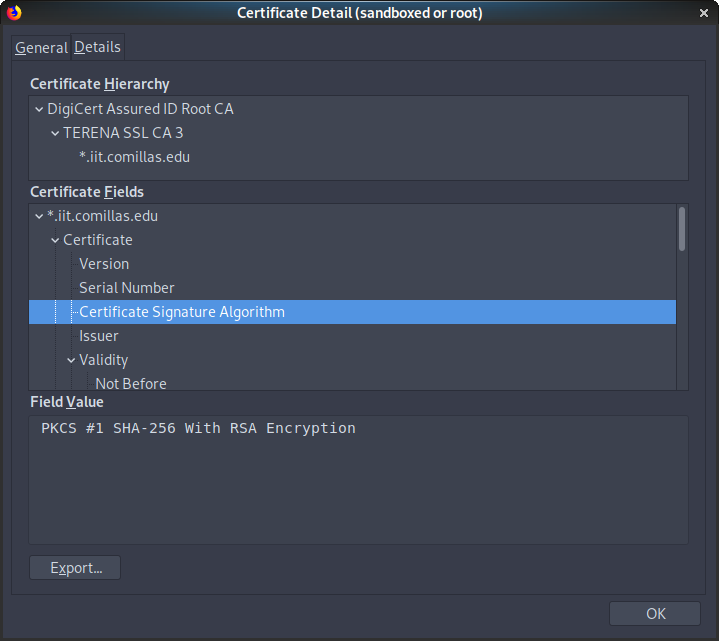 Certificate Detail (sandboxed or root)
General Details
Certificate Hierarchy
DigiCert Assured ID Root CA
TERENA SSL CA 3
*.iit.comillas.edu
Certificate Fields
*.iit.comillas.edu
Certificate
Version
Serial Number
Certificate Signature Algorithm
Issuer
Validity
Not Before
Field Value
PKCS #1 SHA-256 With RSA Encryption
Export...
OK